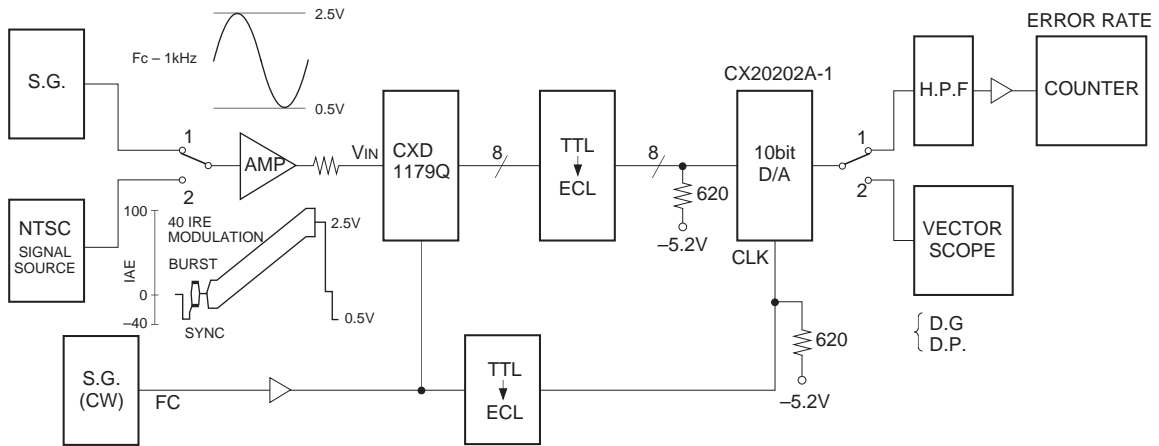 2.5V
Fc – 1kHz
0.5V
S.G.
1
2
AMP
VIN
CXD
1179Q
8
TTL
ECL
8
620
–5.2V
CX20202A-1
10bit
D/A
CLK
1
2
H.P.F
ERROR RATE
COUNTER
VECTOR
SCOPE
D.G
D.P.
NTSC
SIGNAL
SOURCE
100
40 IRE
MODULATION
2.5V
IAE
BURST
0
–40
SYNC
0.5V
S.G.
(CW)
FC
TTL
ECL
620
–5.2V